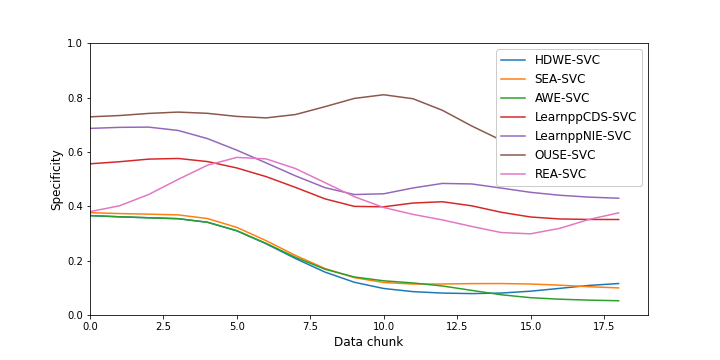 1.0
0.8
0.6
0.4
0.2
0.0
Specificity
HDWE-SVC
SEA-SVC
AWE-SVC
LearnppCDS-SVC
LearnppNIE-SVC
OUSE-SVC
REA-SVC
0.0 2.5 5.0 7.5 10.0 12.5 15.0 17.5
Data chunk